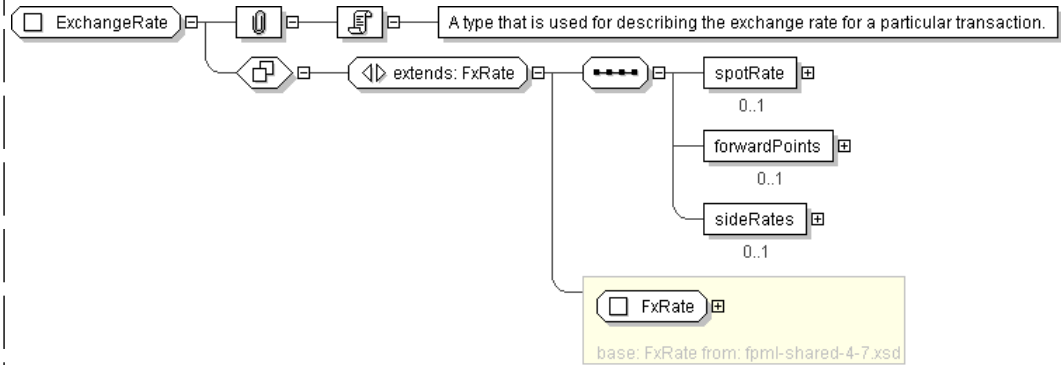 ExchangeRate
A type that is used for describing the exchange rate for a particular transaction.
extends: FxRate
spotRate
0..1
forwardPoints
0..1
sideRates
0..1
FxRate
base: FxRate from: fpml-shared-4-7.xsd